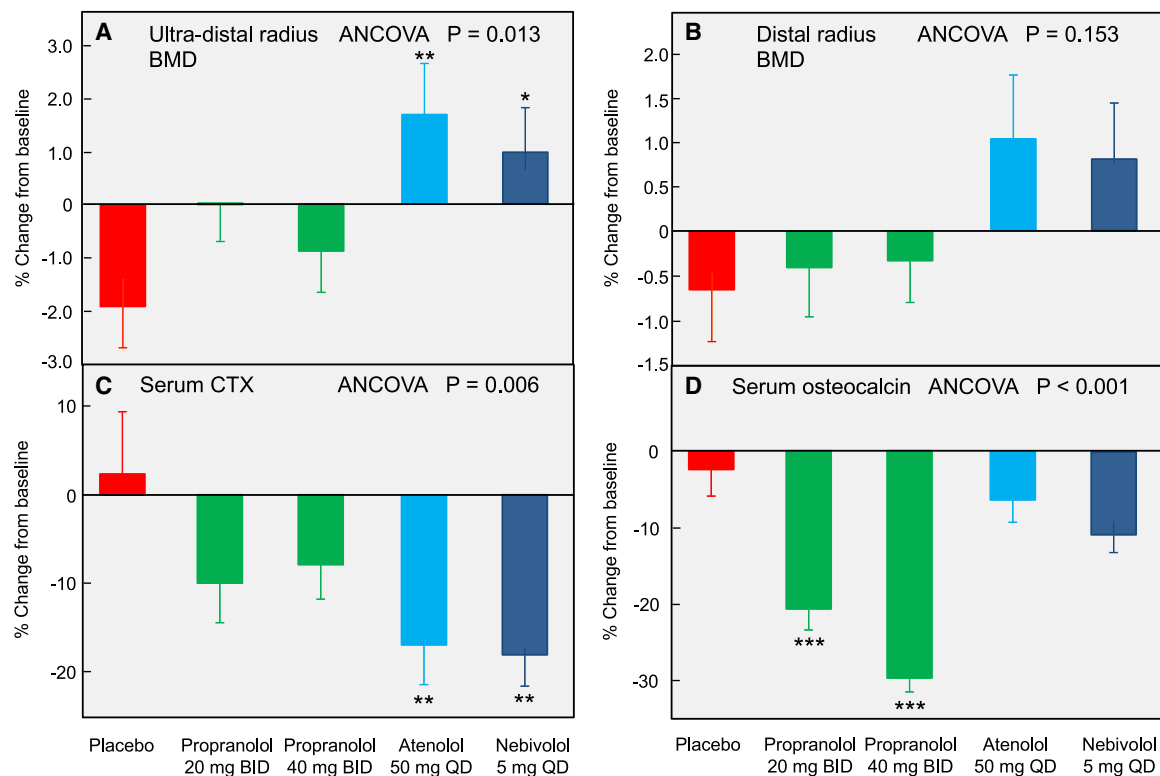 A Ultra-distal radius BMD ANCOVA P = 0.013
% Change from baseline
3.0
2.0
1.0
0
-1.0
-2.0
-3.0
**
*
B Distal radius BMD ANCOVA P = 0.153
% Change from baseline
2.0
1.5
1.0
0.5
0
-0.5
-1.0
-1.5
C Serum CTX ANCOVA P = 0.006
% Change from baseline
10
0
-10
-20
**
**
D Serum osteocalcin ANCOVA P < 0.001
% Change from baseline
0
-10
-20
-30
***
***
Placebo
Propranolol
20 mg BID
Propranolol
40 mg BID
Atenolol
50 mg QD
Nebivolol
5 mg QD
Placebo
Propranolol
20 mg BID
Propranolol
40 mg BID
Atenolol
50 mg QD
Nebivolol
5 mg QD